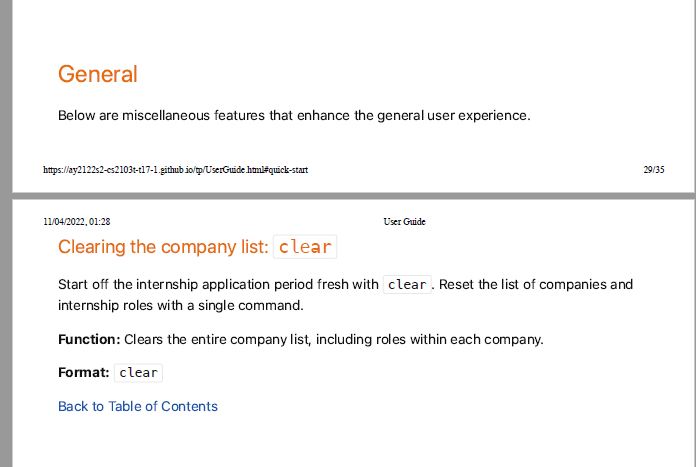 General
Below are miscellaneous features that enhance the general user experience.
https://ay2122s2-cs2103t-t17-1.github.io/tp/UserGuide.html#quick-start 29/35
11/04/2022, 01:28 User Guide
Clearing the company list: clear
Start off the internship application period fresh with clear . Reset the list of companies and
internship roles with a single command.
Function: Clears the entire company list, including roles within each company.
Format: clear
Back to Table of Contents